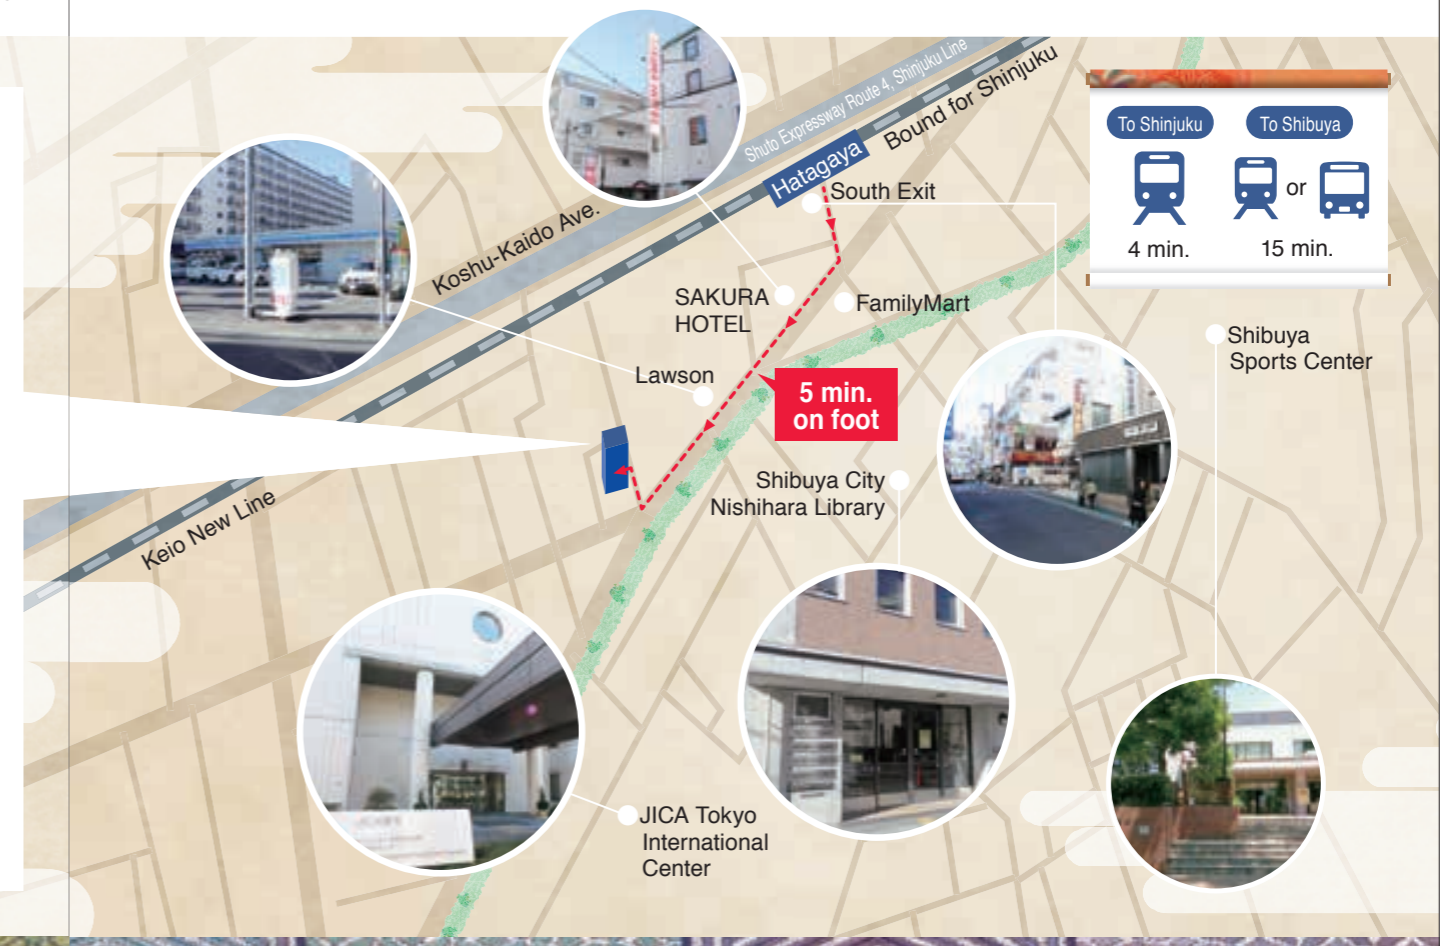 Shuto Expressway Route 4, Shinjuku Line
Bound for Shinjuku
Hatagaya
South Exit
Koshu-Kaido Ave.
Keio New Line
SAKURA
HOTEL
FamilyMart
Lawson
5 min.
on foot
Shibuya City
Nishihara Library
Shibuya
Sports Center
JICA Tokyo
International
Center
To Shinjuku
4 min.
To Shibuya
or
15 min.